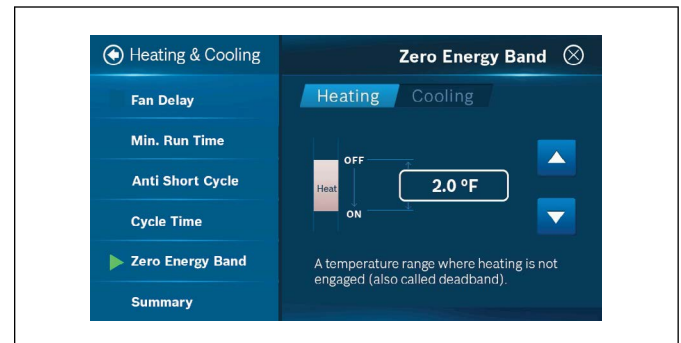 Heating & Cooling
Fan Delay
Min. Run Time
Anti Short Cycle
Cycle Time
Zero Energy Band
Summary
Zero Energy Band
Heating
Cooling
OFF
Heat
ON
2.0 °F
A temperature range where heating is not
engaged (also called deadband).